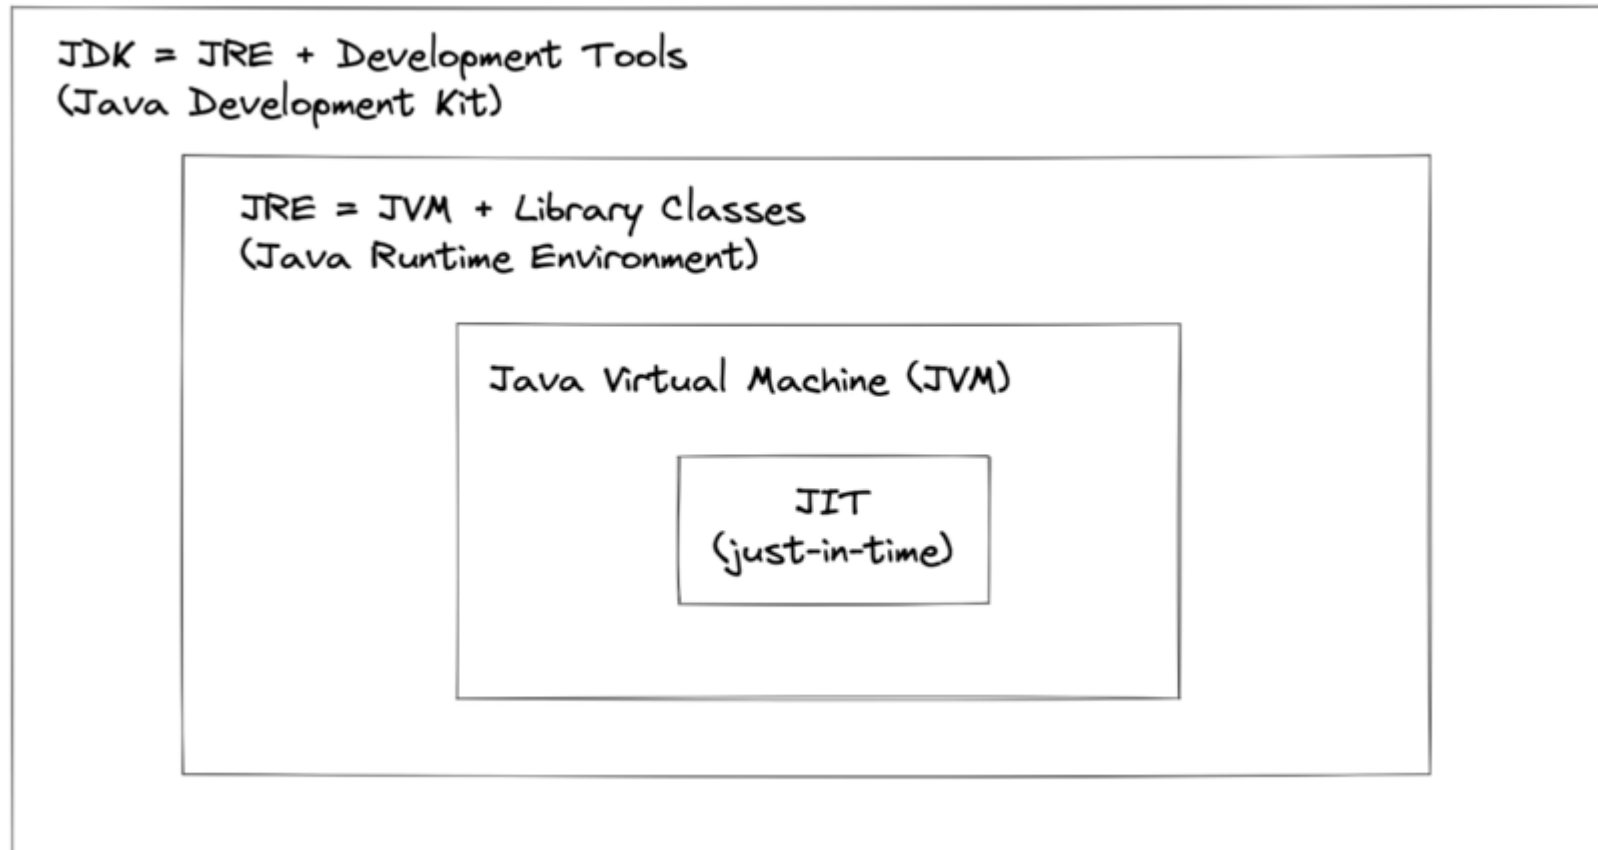 JDK = JRE + Development Tools
(Java Development Kit)
JRE = JVM + Library Classes
(Java Runtime Environment)
Java Virtual Machine (JVM)
JIT
(just-in-time)